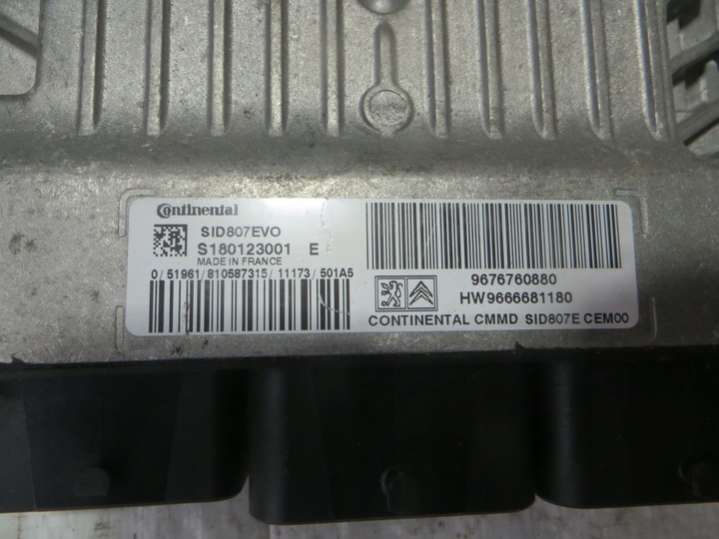 Continental
SID807EVO
S180123001 E
MADE IN FRANCE
0/51961/810587315/11173/501A5
9676760880
HW9666681180
CONTINENTAL CMMD SID807E CEM00